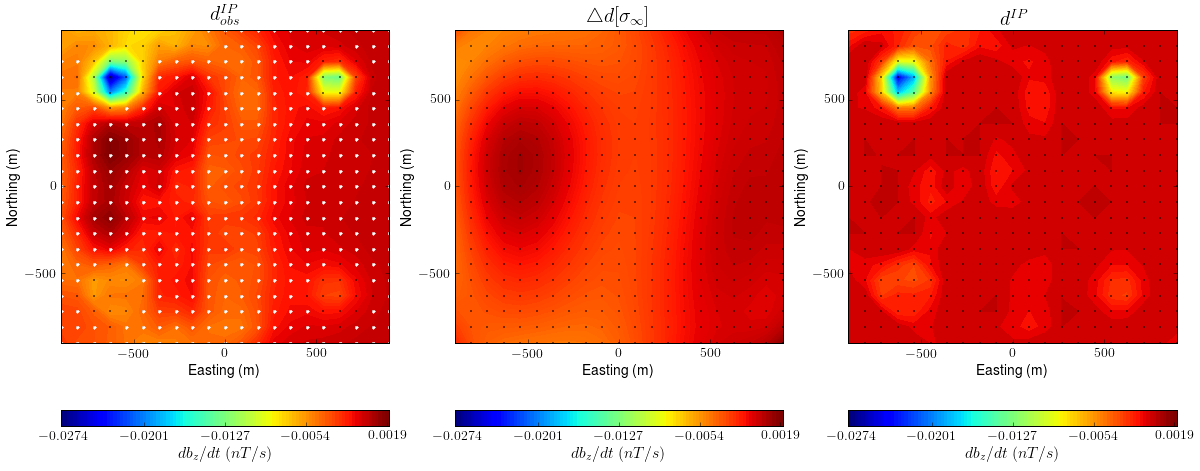 d_{obs}^{IP}
Northing (m)
500
0
−500
−500
0
500
Easting (m)
−0.0274
−0.0201
−0.0127
−0.0054
0.0019
db_z/dt (nT/s)
△d[σ_∞]
Northing (m)
500
0
−500
−500
0
500
Easting (m)
−0.0274
−0.0201
−0.0127
−0.0054
0.0019
db_z/dt (nT/s)
d^{IP}
Northing (m)
500
0
−500
−500
0
500
Easting (m)
−0.0274
−0.0201
−0.0127
−0.0054
0.0019
db_z/dt (nT/s)